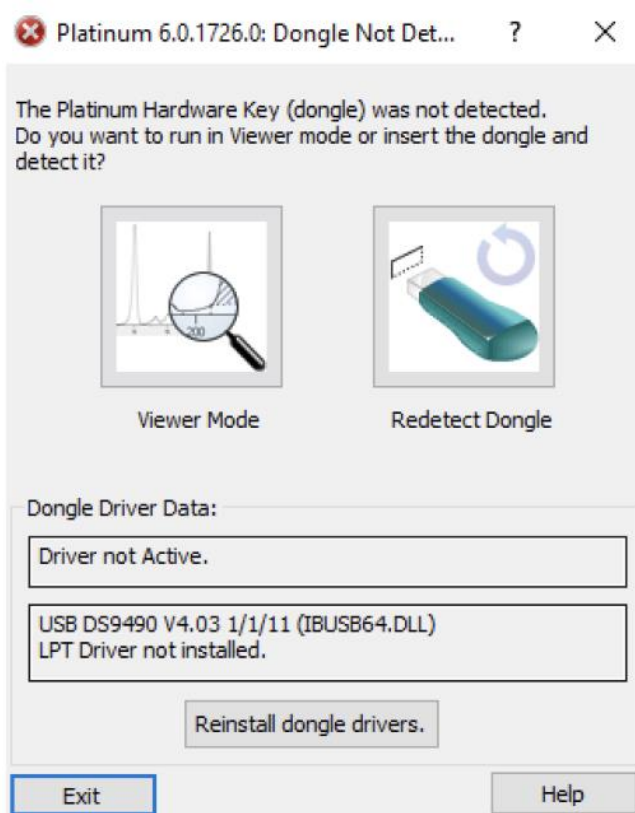 Platinum 6.0.1726.0: Dongle Not Det...
?
The Platinum Hardware Key (dongle) was not detected.
Do you want to run in Viewer mode or insert the dongle and
detect it?
200
Viewer Mode
Redetect Dongle
Dongle Driver Data:
Driver not Active.
USB DS9490 V4.03 1/1/11 (IBUSB64.DLL)
LPT Driver not installed.
Reinstall dongle drivers.
Exit
Help